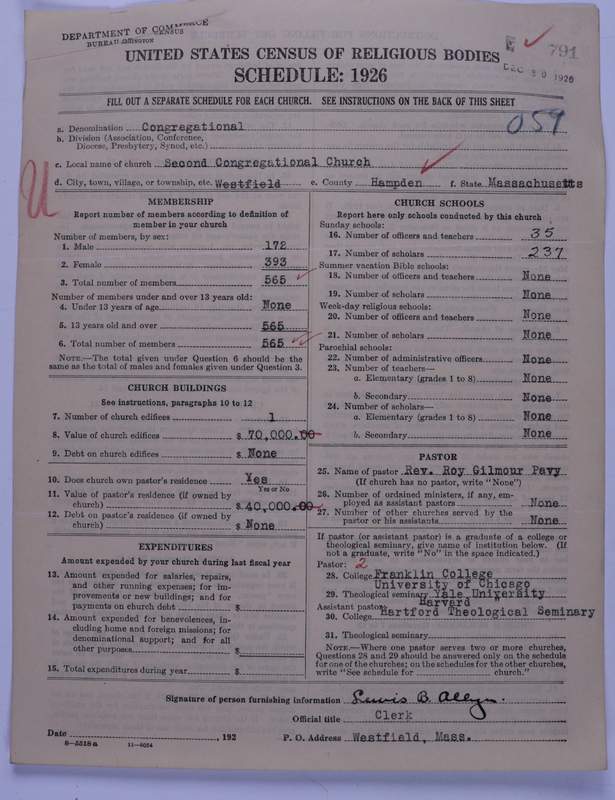 DEPARTMENT OF COMMERCE
BUREAU OF THE CENSUS
WASHINGTON
791
DEC 30 1926
UNITED STATES CENSUS OF RELIGIOUS BODIES
SCHEDULE: 1926
FILL OUT A SEPARATE SCHEDULE FOR EACH CHURCH. SEE INSTRUCTIONS ON THE BACK OF THIS SHEET
059
a. Denomination Congregational
b. Division (Association, Conference, Diocese, Presbytery, Synod, etc.)
c. Local name of church Second Congregational Church
d. City, town, village, or township, etc. Westfield e. County Hampden f. State Massachusetts
U
MEMBERSHIP
Report number of members according to definition of
member in your church
Number of members, by sex:
1. Male 172
2. Female 393
3. Total number of members 565
Number of members under and over 13 years old:
4. Under 13 years of age None
5. 13 years old and over 565
6. Total number of members 565
NOTE.—The total given under Question 6 should be
same as the total of males and females given under Question 3.
CHURCH BUILDINGS
See instructions, paragraphs 10 to 12
7. Number of church edifices 1
8. Value of church edifices $ 70,000.00
9. Debt on church edifices $ None
10. Does church own pastor's residence? Yes
Yes or No
11. Value of pastor's residence (if owned by
church) $40,000.00
12. Debt on pastor's residence (if owned by
church) $ None
EXPENDITURES
Amount expended by your church during last fiscal year
13. Amount expended for salaries, repairs,
and other running expenses; for im-
provements or new buildings; and for
payments on church debt $
14. Amount expended for benevolences, in-
cluding home and foreign missions; for
denominational support; and for all
other purposes $
15. Total expenditures during year $
CHURCH SCHOOLS
Report here only schools conducted by this church
Sunday schools:
16. Number of officers and teachers 35
17. Number of scholars 237
Summer vacation Bible schools:
18. Number of officers and teachers None
19. Number of scholars None
Week-day religious schools:
20. Number of officers and teachers None
21. Number of scholars None
Parochial schools:
22. Number of administrative officers None
23. Number of teachers—
a. Elementary (grades 1 to 8) None
b. Secondary None
24. Number of scholars—
a. Elementary (grades 1 to 8) None
b. Secondary None
PASTOR
25. Name of pastor Rev. Roy Gilmour Pavy
(If church has no pastor, write "None")
26. Number of ordained ministers, if any, em-
ployed as assistant pastors None
27. Number of other churches served by the
pastor or his assistants None
If pastor (or assistant pastor) is a graduate of a college or
theological seminary, give name of institution below. (If
not a graduate, write "No" in the space indicated.)
Pastor: 2
28. College Franklin College
University of Chicago
29. Theological seminary Yale University
Harvard
Assistant pastor:
30. College Hartford Theological Seminary
31. Theological seminary
NOTE.—Where one pastor serves two or more churches,
Questions 28 and 29 should be answered only on the schedule
for one of the churches; on the schedules for the other churches,
write "See schedule for church."
Signature of person furnishing information Lewis B. Allyn.
Official title Clerk
Date , 192 P. O. Address Westfield, Mass.
8—5518 a 11—9054